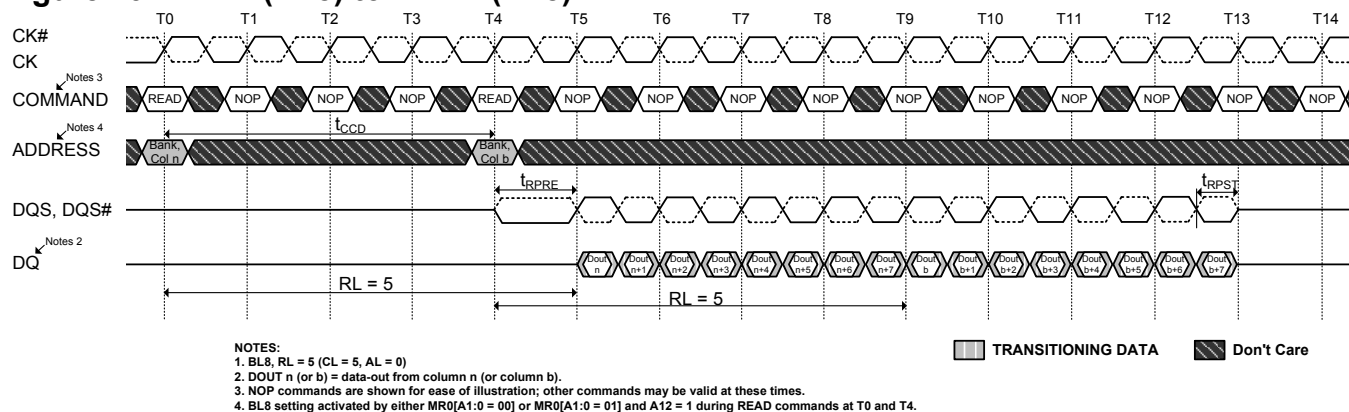 T0 T1 T2 T3 T4 T5 T6 T7 T8 T9 T10 T11 T12 T13 T14
CK#
CK
Notes 3
COMMAND READ NOP NOP NOP READ NOP NOP NOP NOP NOP NOP NOP NOP NOP NOP
tCCD
Notes 4
ADDRESS Bank, Col n Bank, Col b
tRPRE tRPST
DQS, DQS#
Notes 2
DQ Dout n Dout n+1 Dout n+2 Dout n+3 Dout n+4 Dout n+5 Dout n+6 Dout n+7 Dout b Dout b+1 Dout b+2 Dout b+3 Dout b+4 Dout b+5 Dout b+6 Dout b+7
RL = 5 RL = 5
NOTES:
1. BL8, RL = 5 (CL = 5, AL = 0)
2. DOUT n (or b) = data-out from column n (or column b).
3. NOP commands are shown for ease of illustration; other commands may be valid at these times.
4. BL8 setting activated by either MR0[A1:0 = 00] or MR0[A1:0 = 01] and A12 = 1 during READ commands at T0 and T4.
TRANSITIONING DATA Don't Care